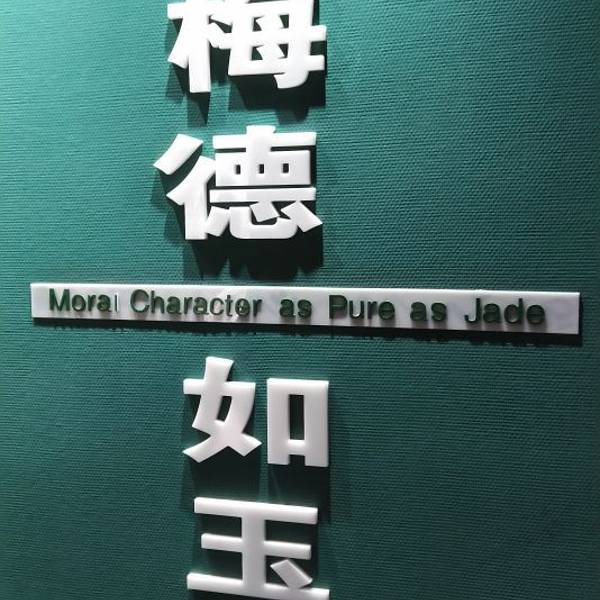 梅德
Moral Character as Pure as Jade
如玉